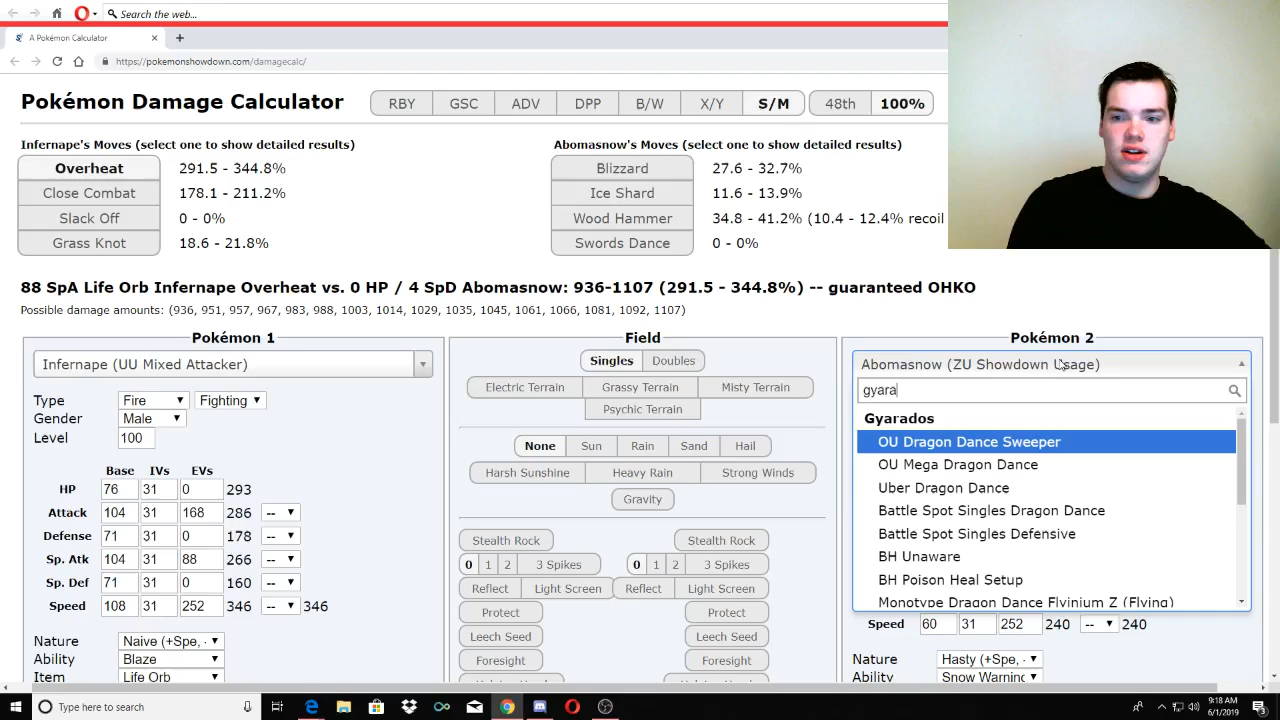 Search the web...
A Pokémon Calculator
https://pokemonshowdown.com/damagecalc/
Pokémon Damage Calculator RBY GSC ADV DPP B/W X/Y S/M 48th 100%
Infernape's Moves (select one to show detailed results) Abomasnow's Moves (select one to show detailed results)
Overheat 291.5 - 344.8% Blizzard 27.6 - 32.7%
Close Combat 178.1 - 211.2% Ice Shard 11.6 - 13.9%
Slack Off 0 - 0% Wood Hammer 34.8 - 41.2% (10.4 - 12.4% recoil
Grass Knot 18.6 - 21.8% Swords Dance 0 - 0%
88 SpA Life Orb Infernape Overheat vs. 0 HP / 4 SpD Abomasnow: 936-1107 (291.5 - 344.8%) -- guaranteed OHKO
Possible damage amounts: (936, 951, 957, 967, 983, 988, 1003, 1014, 1029, 1035, 1045, 1061, 1066, 1081, 1092, 1107)
Pokémon 1 Field Pokémon 2
Infernape (UU Mixed Attacker) Singles Doubles Abomasnow (ZU Showdown Usage)
Electric Terrain Grassy Terrain Misty Terrain gyara
Type Fire Fighting Psychic Terrain Gyarados
Gender Male
Level 100 None Sun Rain Sand Hail OU Dragon Dance Sweeper
Base IVs EVs Harsh Sunshine Heavy Rain Strong Winds OU Mega Dragon Dance
HP 76 31 0 293 Gravity Uber Dragon Dance
Attack 104 31 168 286 -- Battle Spot Singles Dragon Dance
Defense 71 31 0 178 -- Stealth Rock Stealth Rock Battle Spot Singles Defensive
Sp. Atk 104 31 88 266 -- 0 1 2 3 Spikes 0 1 2 3 Spikes BH Unaware
Sp. Def 71 31 0 160 -- Reflect Light Screen Reflect Light Screen BH Poison Heal Setup
Speed 108 31 252 346 -- 346 Protect Protect Monotype Dragon Dance Flyinium Z (Flying)
Leech Seed Leech Seed Speed 60 31 252 240 -- 240
Nature Naive (+Spe, - Foresight Foresight Nature Hasty (+Spe, -
Ability Blaze Ability Snow Warning
Item Life Orb
Type here to search 9:18 AM
6/1/2019
3